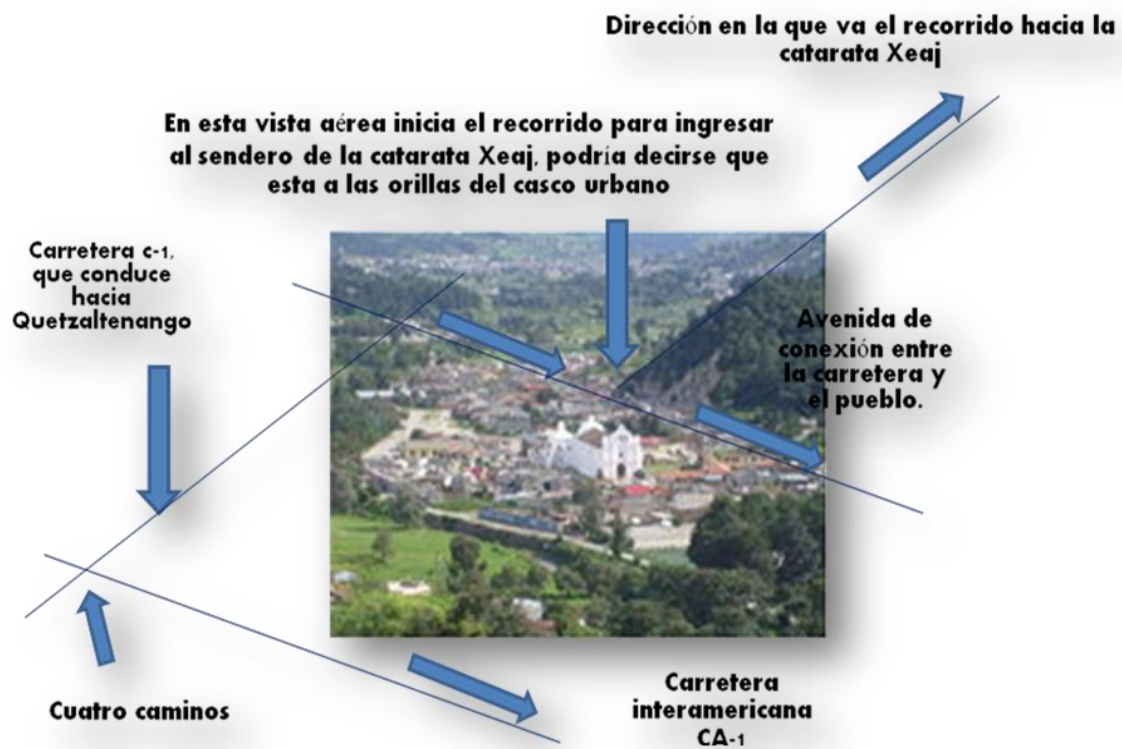 Dirección en la que va el recorrido hacia la
catarata Xeaj
En esta vista aérea inicia el recorrido para ingresar
al sendero de la catarata Xeaj, podría decirse que
esta a las orillas del casco urbano
Carretera c-1,
que conduce
hacia
Quetzaltenango
Avenida de
conexión entre
la carretera y
el pueblo.
Cuatro caminos
Carretera
interamericana
CA-1